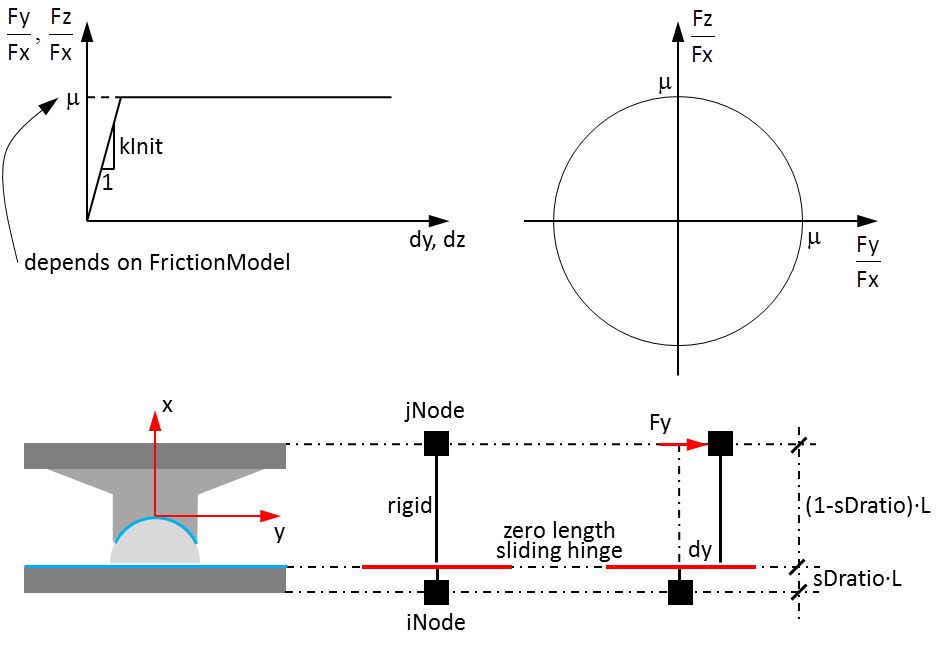 Fy
Fx
,
Fz
Fx
μ
kInit
1
dy, dz
depends on FrictionModel
Fz
Fx
μ
μ
Fy
Fx
x
y
jNode
rigid
zero length
sliding hinge
iNode
Fy
dy
(1-sDratio)·L
sDratio·L